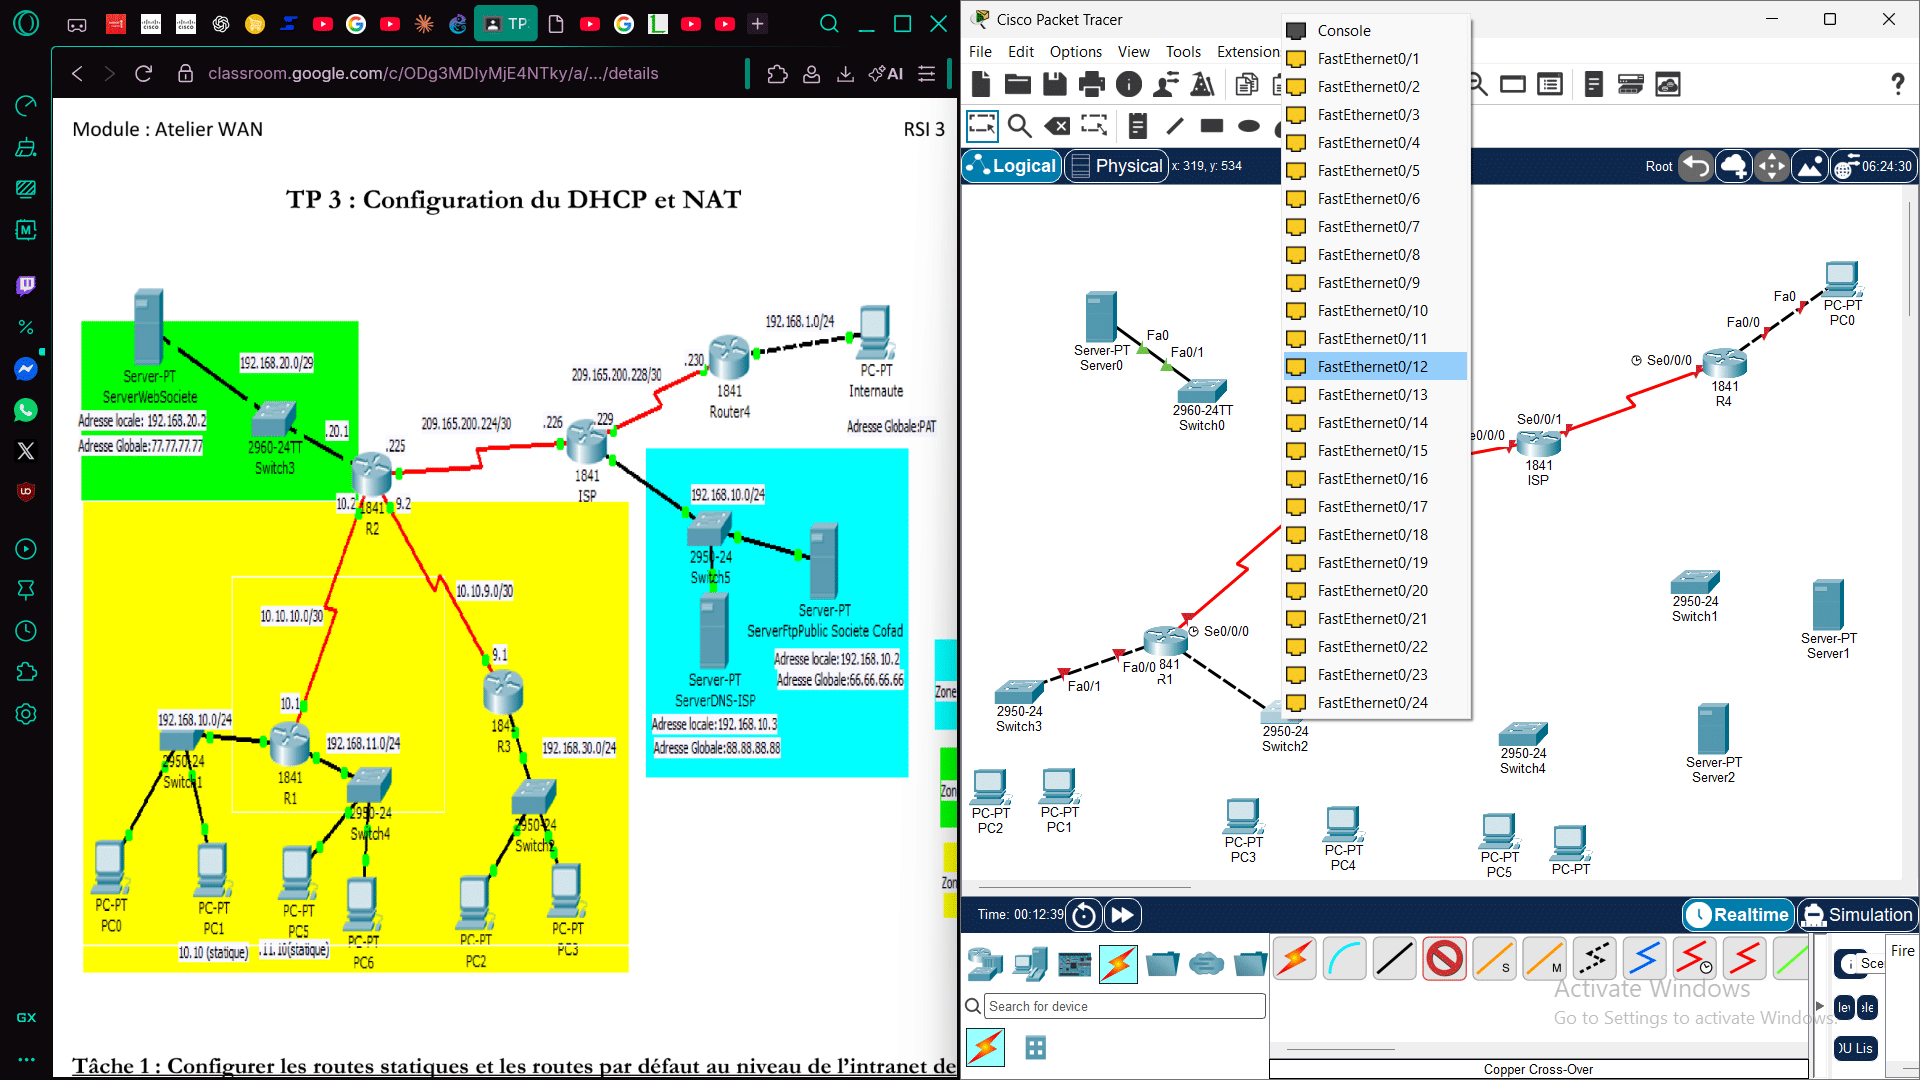 TP
classroom.google.com/c/ODg3MDIyMjE4NTky/a/.../details
AI
Module : Atelier WAN
RSI 3
TP 3 : Configuration du DHCP et NAT
192.168.1.0/24
192.168.20.0/29
.230
209.165.200.228/30
Server-PT
ServerWebSociete
1841
Router4
PC-PT
Internaute
Adresse locale: 192.168.20.2
Adresse Globale:77.77.77.77
.20.1
209.165.200.224/30
.226
.229
Adresse Globale:PAT
2960-24TT
Switch3
.225
1841
ISP
192.168.10.0/24
10.2
1841
9.2
R2
2950-24
Switch5
10.10.9.0/30
10.10.10.0/30
Server-PT
ServerFtpPublic Societe Cofad
9.1
Adresse locale:192.168.10.2
Adresse Globale:66.66.66.66
Server-PT
ServerDNS-ISP
Zone
10.1
192.168.10.0/24
Adresse locale:192.168.10.3
Adresse Globale:88.88.88.88
1841
R3
192.168.11.0/24
192.168.30.0/24
2950-24
Switch1
1841
R1
Zon
2950-24
Switch4
2950-24
Switch2
Zon
PC-PT
PC0
PC-PT
PC1
PC-PT
PC5
PC-PT
PC6
PC-PT
PC2
PC-PT
PC3
10.10 (statique)
Tâche 1 : Configurer les routes statiques et les routes par défaut au niveau de l'intranet de
GX
Cisco Packet Tracer
File Edit Options View Tools Extension
Logical
Physical
x: 319, y: 534
Root
06:24:30
Console
FastEthernet0/1
FastEthernet0/2
FastEthernet0/3
FastEthernet0/4
FastEthernet0/5
FastEthernet0/6
FastEthernet0/7
FastEthernet0/8
FastEthernet0/9
FastEthernet0/10
FastEthernet0/11
FastEthernet0/12
FastEthernet0/13
FastEthernet0/14
FastEthernet0/15
FastEthernet0/16
FastEthernet0/17
FastEthernet0/18
FastEthernet0/19
FastEthernet0/20
FastEthernet0/21
FastEthernet0/22
FastEthernet0/23
FastEthernet0/24
Fa0
PC-PT
PC0
Fa0/0
Fa0
Server-PT
Server0
Fa0/1
Se0/0/0
1841
R4
2960-24TT
Switch0
Se0/0/1
e0/0/0
1841
ISP
2950-24
Switch1
Server-PT
Server1
Se0/0/0
Fa0/0
841
R1
Fa0/1
2950-24
Switch3
2950-24
Switch2
2950-24
Switch4
Server-PT
Server2
PC-PT
PC2
PC-PT
PC1
PC-PT
PC3
PC-PT
PC4
PC-PT
PC5
PC-PT
Time: 00:12:39
Realtime
Simulation
Fire
Search for device
Activate Windows
Go to Settings to activate Windows.
Copper Cross-Over